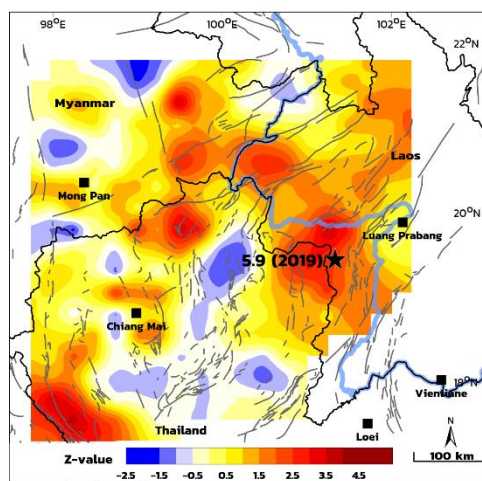 98°E 100°E 102°E
22°N
Myanmar
Laos
Mong Pan
20°N
Luang Prabang
5.9 (2019)
Chiang Mai
18°N
Vientiane
Thailand
Loei
N
Z-value
-2.5 -1.5 -0.5 0.5 1.5 2.5 3.5 4.5
100 km